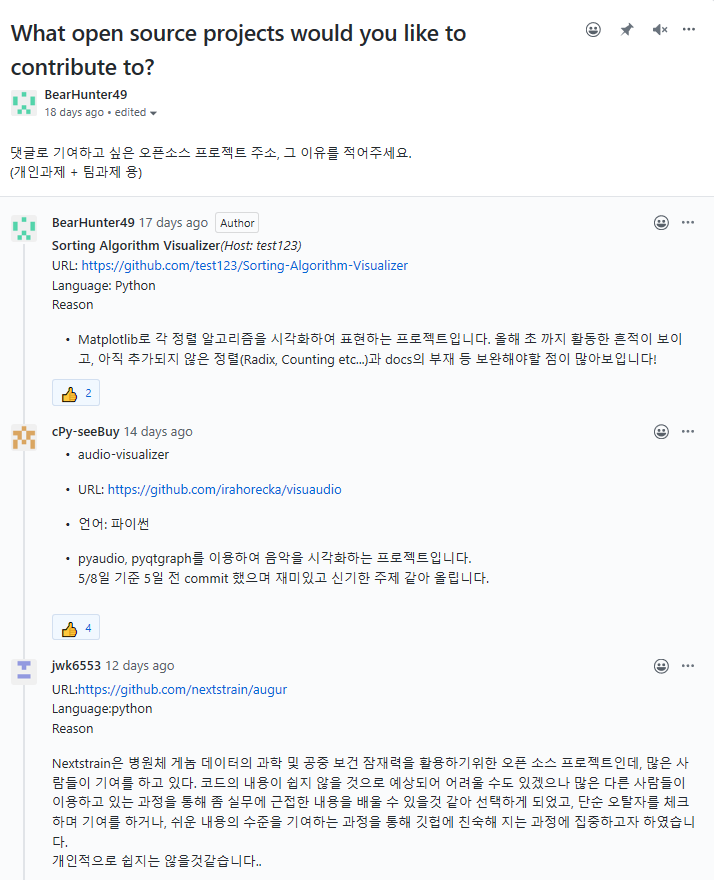 What open source projects would you like to
contribute to?
BearHunter49
18 days ago • edited
댓글로 기여하고 싶은 오픈소스 프로젝트 주소, 그 이유를 적어주세요.
(개인과제 + 팀과제 용)
BearHunter49 17 days ago Author
Sorting Algorithm Visualizer(Host: test123)
URL: https://github.com/test123/Sorting-Algorithm-Visualizer
Language: Python
Reason
• Matplotlib로 각 정렬 알고리즘을 시각화하여 표현하는 프로젝트입니다. 올해 초 까지 활동한 흔적이 보이
고, 아직 추가되지 않은 정렬(Radix, Counting etc...)과 docs의 부재 등 보완해야할 점이 많아보입니다!
2
cPy-seeBuy 14 days ago
• audio-visualizer
• URL: https://github.com/irahorecka/visuaudio
• 언어: 파이썬
• pyaudio, pyqtgraph를 이용하여 음악을 시각화하는 프로젝트입니다.
5/8일 기준 5일 전 commit 했으며 재미있고 신기한 주제 같아 올립니다.
4
jwk6553 12 days ago
URL:https://github.com/nextstrain/augur
Language:python
Reason
Nextstrain은 병원체 게놈 데이터의 과학 및 공중 보건 잠재력을 활용하기위한 오픈 소스 프로젝트인데, 많은 사
람들이 기여를 하고 있다. 코드의 내용이 쉽지 않을 것으로 예상되어 어려울 수도 있겠으나 많은 다른 사람들이
이용하고 있는 과정을 통해 좀 실무에 근접한 내용을 배울 수 있을것 같아 선택하게 되었고, 단순 오탈자를 체크
하며 기여를 하거나, 쉬운 내용의 수준을 기여하는 과정을 통해 깃헙에 친숙해 지는 과정에 집중하고자 하였습니
다.
개인적으로 쉽지는 않을것같습니다..